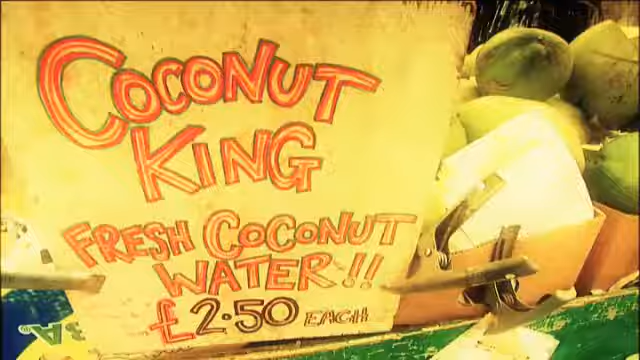 COCONUT
KING
FRESH COCONUT
WATER!!
£2.50 EACH